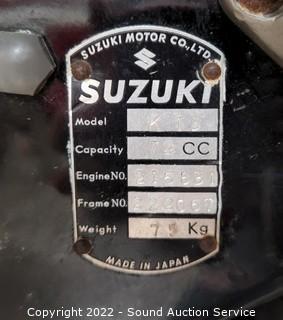 SUZUKI MOTOR CO., LTD.
SUZUKI
Model
Capacity CC
Engine NO.
Frame NO.
Weight 75 Kg
MADE IN JAPAN
Copyright 2022 - Sound Auction Service